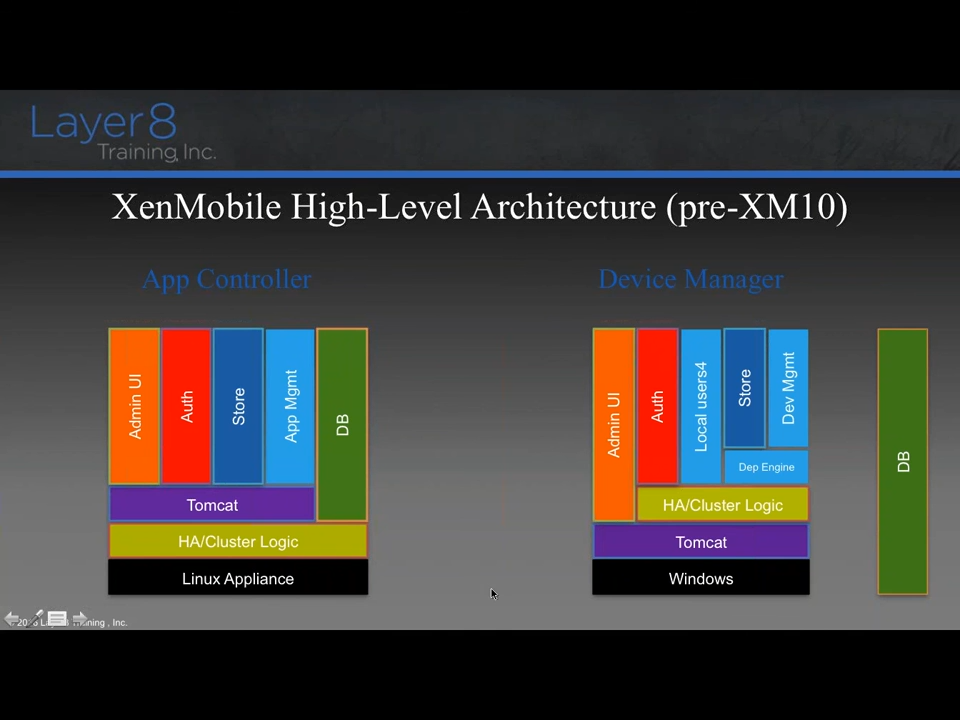 Layer8
Training, Inc.
XenMobile High-Level Architecture (pre-XM10)
App Controller
Device Manager
Admin UI
Auth
Store
App Mgmt
DB
Tomcat
HA/Cluster Logic
Linux Appliance
Admin UI
Auth
Local users4
Store
Dev Mgmt
Dep Engine
HA/Cluster Logic
Tomcat
Windows
DB
Training , Inc.